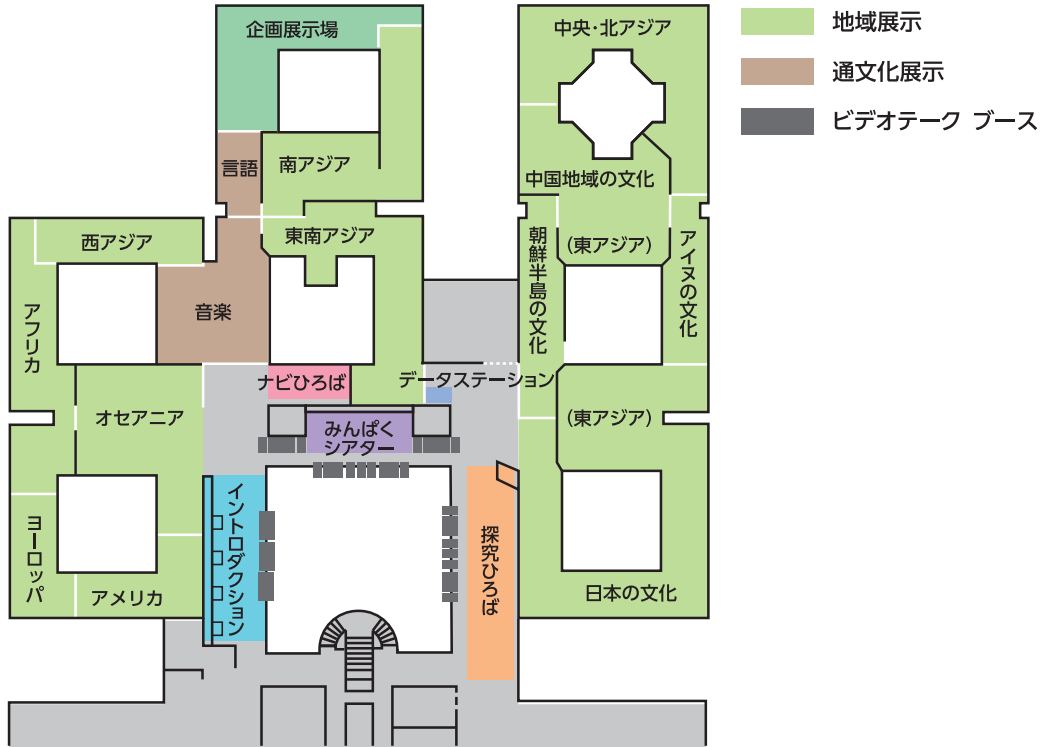 企画展示場
中央・北アジア
地域展示
通文化展示
ビデオテーク ブース
言語
南アジア
中国地域の文化
西アジア
東南アジア
朝鮮半島の文化
（東アジア）
アイヌの文化
アフリカ
音楽
ナビひろば
データステーション
オセアニア
みんぱく
シアター
（東アジア）
イントロダクション
探究ひろば
ヨーロッパ
アメリカ
日本の文化